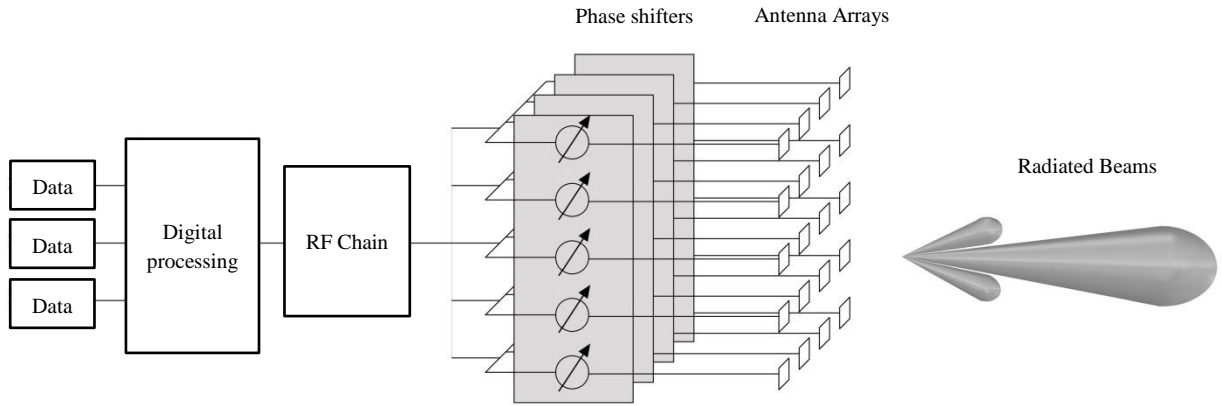 Phase shifters
Antenna Arrays
Radiated Beams
Data
Data
Data
Digital
processing
RF Chain